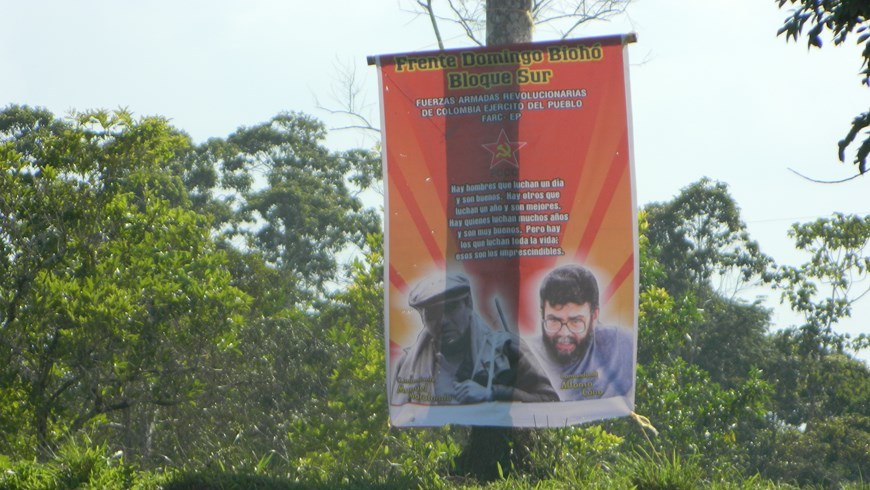 Frente Domingo Biohó
Bloque Sur
FUERZAS ARMADAS REVOLUCIONARIAS
DE COLOMBIA EJERCITO DEL PUEBLO
FARC- EP
Hay hombres que luchan un día
y son buenos. Hay otros que
luchan un año y son mejores.
Hay quienes luchan muchos años
y son muy buenos. Pero hay
los que luchan toda la vida;
esos son los imprescindibles.
Alfonso